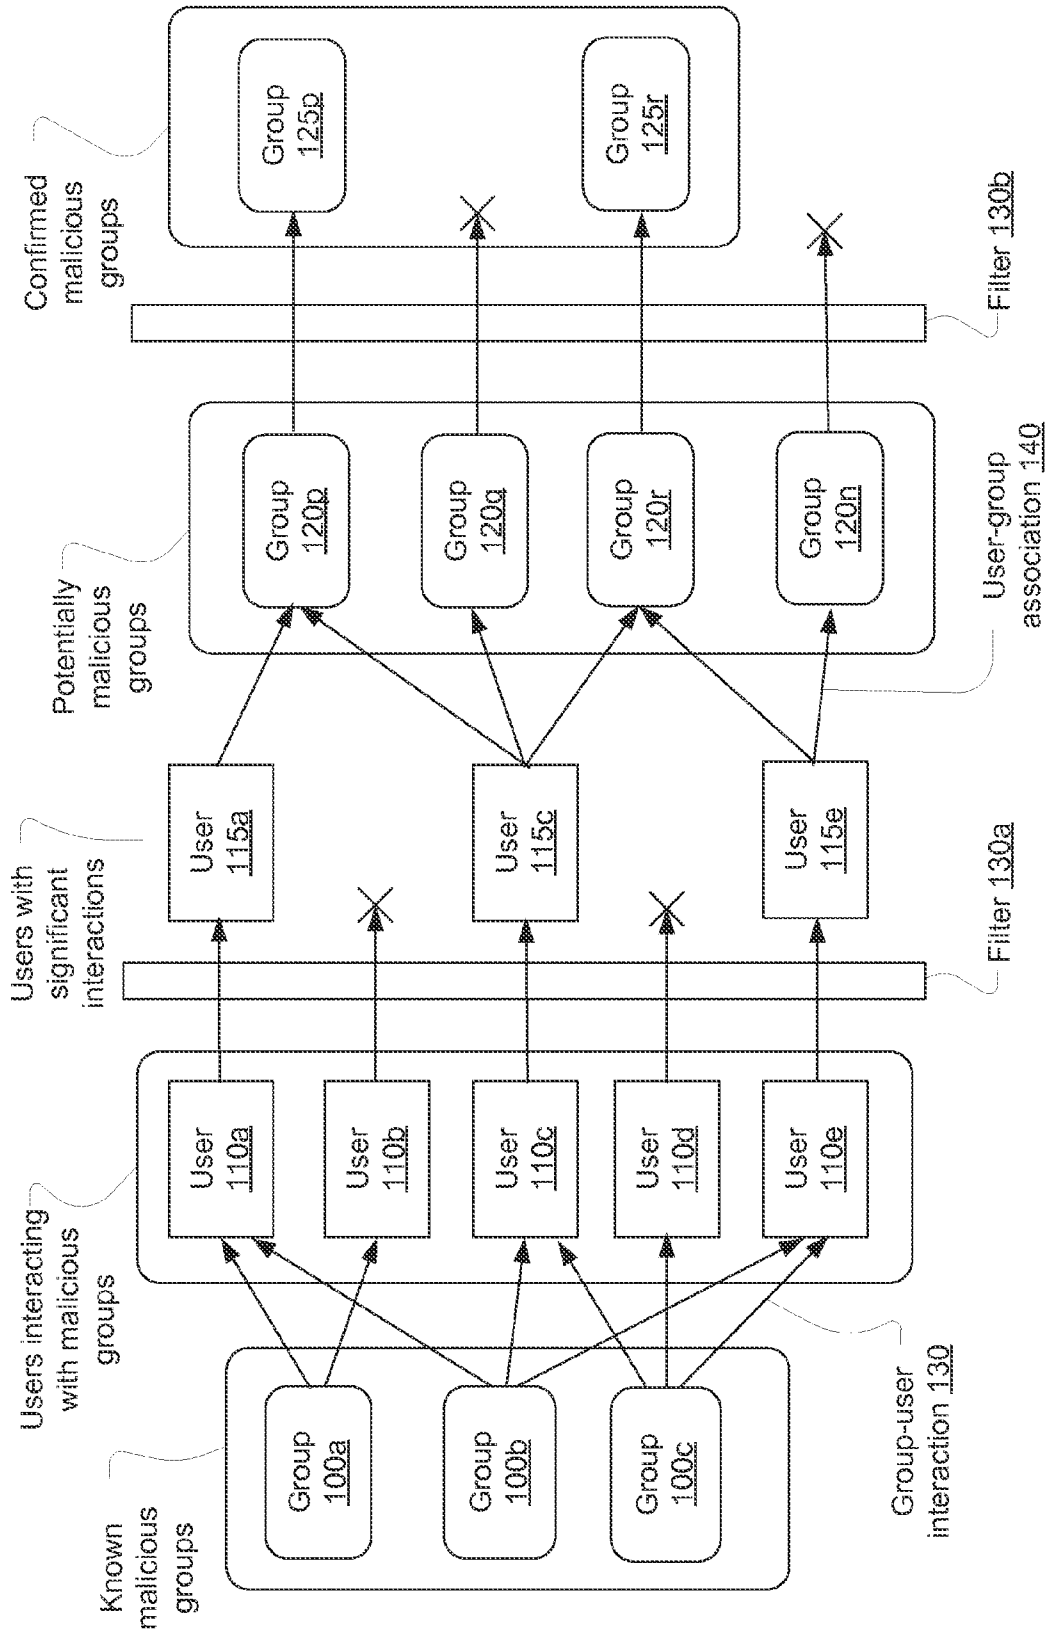 Known
malicious
groups
Group
100a
Group
100b
Group
100c
Group-user
interaction 130
Users interacting
with malicious
groups
User
110a
User
110b
User
110c
User
110d
User
110e
Filter 130a
Users with
significant
interactions
User
115a
User
115c
User
115e
User-group
association 140
Potentially
malicious
groups
Group
120p
Group
120q
Group
120r
Group
120n
Filter 130b
Confirmed
malicious
groups
Group
125p
Group
125r